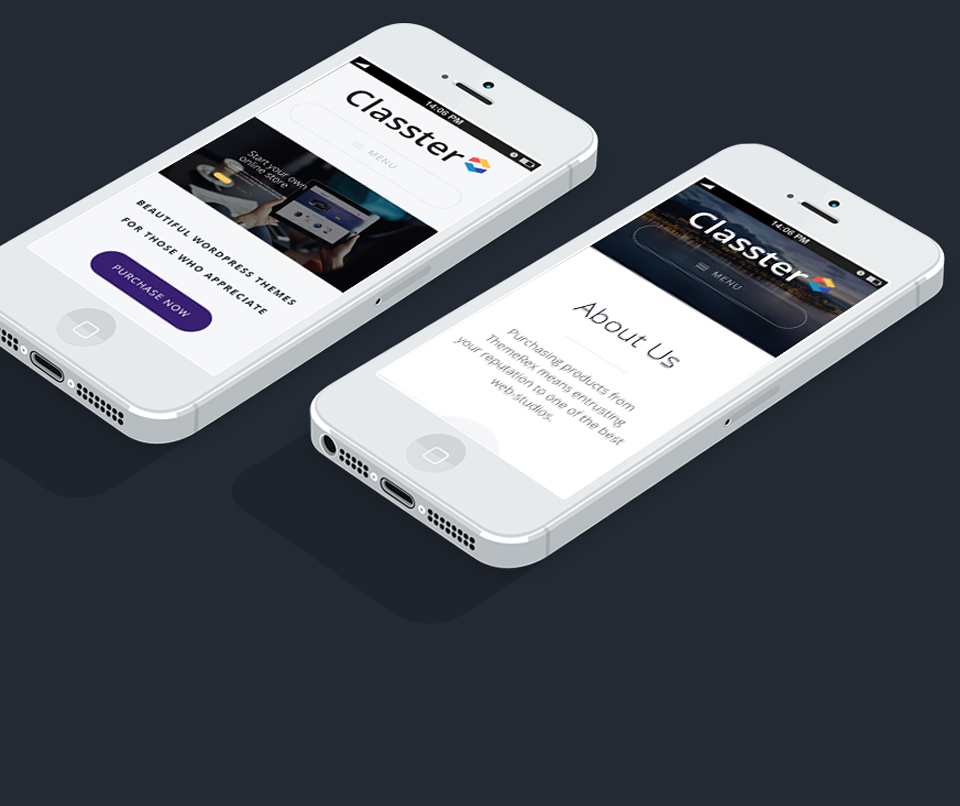 14:06 PM
Classter
MENU
Start your own
online store
BEAUTIFUL WORDPRESS THEMES
FOR THOSE WHO APPRECIATE
PURCHASE NOW
14:06 PM
Classter
MENU
About Us
Purchasing products from
ThemeRex means entrusting
your reputation to one of the best
web-studios.